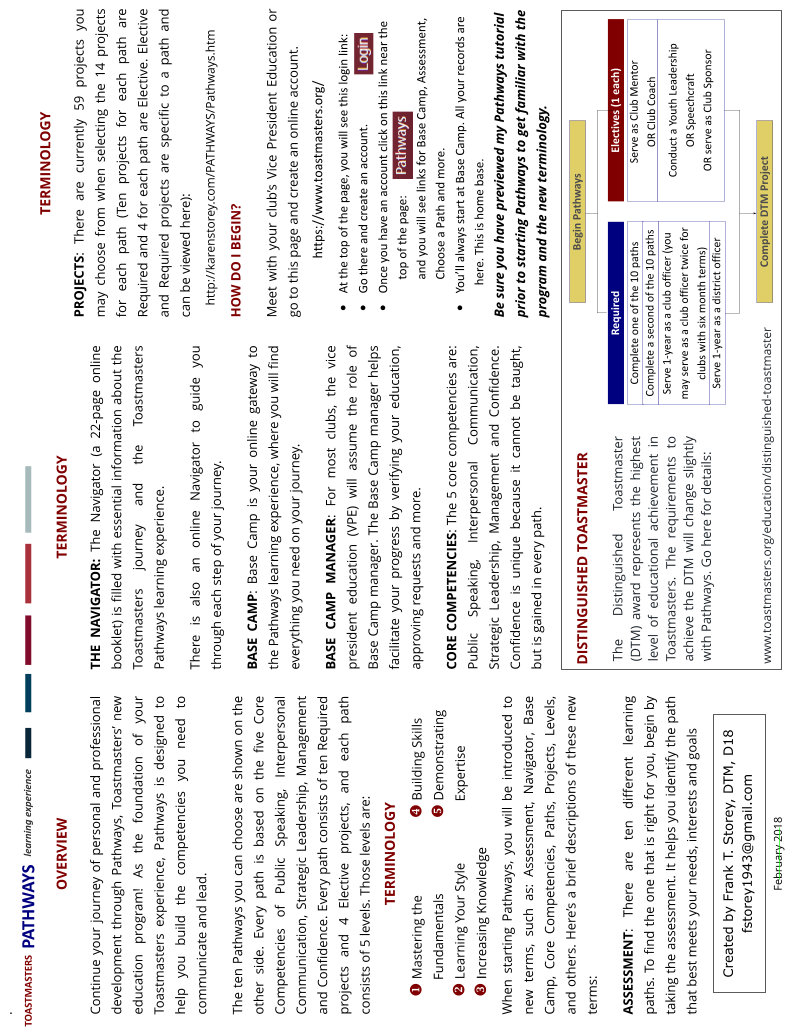 TOASTMASTERS PATHWAYS learning experience
OVERVIEW
Continue your journey of personal and professional
development through Pathways, Toastmasters’ new
education program! As the foundation of your
Toastmasters experience, Pathways is designed to
help you build the competencies you need to
communicate and lead.
The ten Pathways you can choose are shown on the
other side. Every path is based on the five Core
Competencies of Public Speaking, Interpersonal
Communication, Strategic Leadership, Management
and Confidence. Every path consists of ten Required
projects and 4 Elective projects, and each path
consists of 5 levels. Those levels are:
TERMINOLOGY
❶ Mastering the
Fundamentals
❷ Learning Your Style
❸ Increasing Knowledge
❹ Building Skills
❺ Demonstrating
Expertise
When starting Pathways, you will be introduced to
new terms, such as: Assessment, Navigator, Base
Camp, Core Competencies, Paths, Projects, Levels,
and others. Here’s a brief descriptions of these new
terms:
ASSESSMENT: There are ten different learning
paths. To find the one that is right for you, begin by
taking the assessment. It helps you identify the path
that best meets your needs, interests and goals
Created by Frank T. Storey, DTM, D18
fstorey1943@gmail.com
February 2018
TERMINOLOGY
THE NAVIGATOR: The Navigator (a 22-page online
booklet) is filled with essential information about the
Toastmasters journey and the Toastmasters
Pathways learning experience.
There is also an online Navigator to guide you
through each step of your journey.
BASE CAMP: Base Camp is your online gateway to
the Pathways learning experience, where you will find
everything you need on your journey.
BASE CAMP MANAGER: For most clubs, the vice
president education (VPE) will assume the role of
Base Camp manager. The Base Camp manager helps
facilitate your progress by verifying your education,
approving requests and more.
CORE COMPETENCIES: The 5 core competencies are:
Public Speaking, Interpersonal Communication,
Strategic Leadership, Management and Confidence.
Confidence is unique because it cannot be taught,
but is gained in every path.
TERMINOLOGY
PROJECTS: There are currently 59 projects you
may choose from when selecting the 14 projects
for each path (Ten projects for each path are
Required and 4 for each path are Elective. Elective
and Required projects are specific to a path and
can be viewed here):
http://karenstorey.com/PATHWAYS/Pathways.htm
HOW DO I BEGIN?
Meet with your club’s Vice President Education or
go to this page and create an online account.
https://www.toastmasters.org/
• At the top of the page, you will see this login link:
Login
• Go there and create an account.
• Once you have an account click on this link near the
top of the page: Pathways
and you will see links for Base Camp, Assessment,
Choose a Path and more.
• You’ll always start at Base Camp. All your records are
here. This is home base.
Be sure you have previewed my Pathways tutorial
prior to starting Pathways to get familiar with the
program and the new terminology.
DISTINGUISHED TOASTMASTER
The Distinguished Toastmaster
(DTM) award represents the highest
level of educational achievement in
Toastmasters. The requirements to
achieve the DTM will change slightly
with Pathways. Go here for details:
www.toastmasters.org/education/distinguished-toastmaster
Begin Pathways
Required
Complete one of the 10 paths
Complete a second of the 10 paths
Serve 1-year as a club officer (you
may serve as a club officer twice for
clubs with six month terms)
Serve 1-year as a district officer
Electives (1 each)
Serve as Club Mentor
OR Club Coach
Conduct a Youth Leadership
OR Speechcraft
OR serve as Club Sponsor
Complete DTM Project